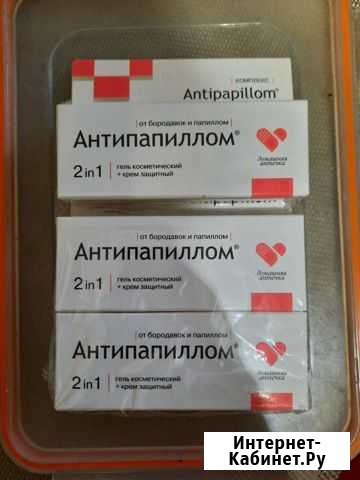 комплекс
Antipapillom®
от бородавок и папиллом
Антипапиллом®
2 in 1
гель косметический
+ крем защитный
Домашняя
аптечка
от бородавок и папиллом
Антипапиллом®
2 in 1
гель косметический
+ крем защитный
Домашняя
аптечка
от бородавок и папиллом
Антипапиллом®
2 in 1
гель косметический
+ крем защитный
Домашняя
аптечка
Интернет-
Кабинет.Ру